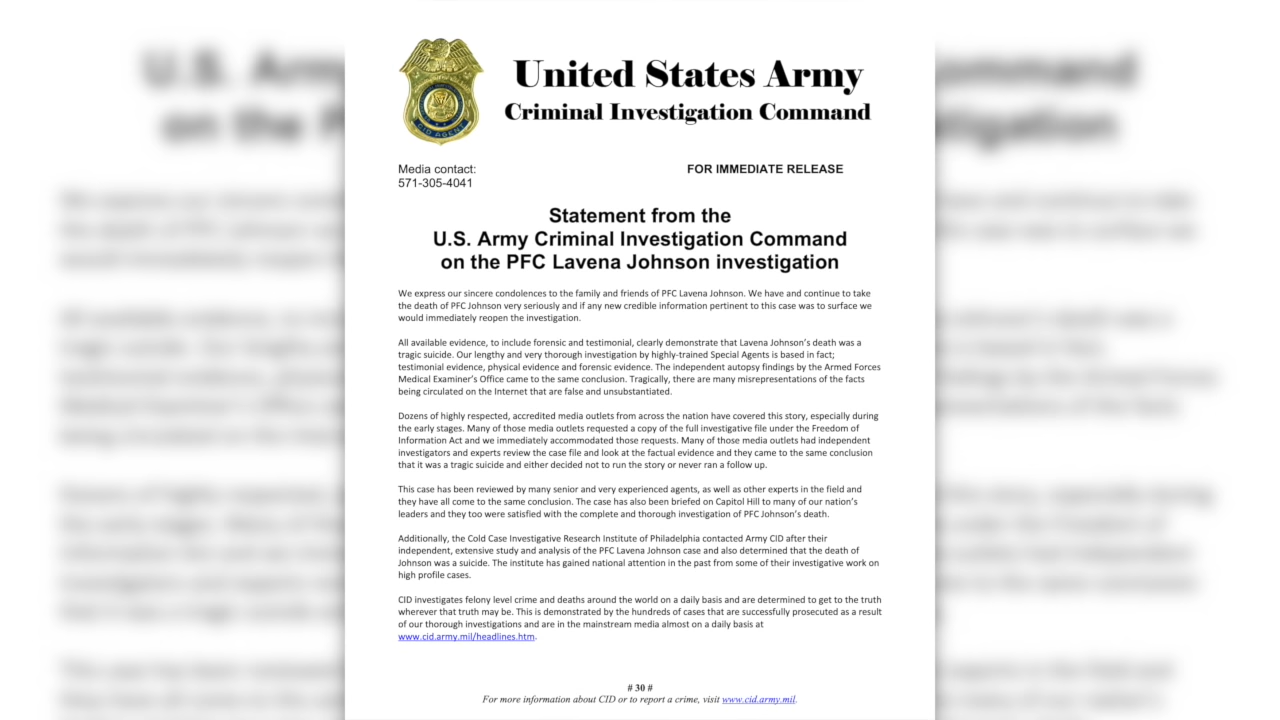 United States Army
Criminal Investigation Command
CID AGENT
Media contact:
571-305-4041
FOR IMMEDIATE RELEASE
Statement from the
U.S. Army Criminal Investigation Command
on the PFC Lavena Johnson investigation
We express our sincere condolences to the family and friends of PFC Lavena Johnson. We have and continue to take
the death of PFC Johnson very seriously and if any new credible information pertinent to this case was to surface we
would immediately reopen the investigation.
All available evidence, to include forensic and testimonial, clearly demonstrate that Lavena Johnson's death was a
tragic suicide. Our lengthy and very thorough investigation by highly-trained Special Agents is based in fact;
testimonial evidence, physical evidence and forensic evidence. The independent autopsy findings by the Armed Forces
Medical Examiner's Office came to the same conclusion. Tragically, there are many misrepresentations of the facts
being circulated on the Internet that are false and unsubstantiated.
Dozens of highly respected, accredited media outlets from across the nation have covered this story, especially during
the early stages. Many of those media outlets requested a copy of the full investigative file under the Freedom of
Information Act and we immediately accommodated those requests. Many of those media outlets had independent
investigators and experts review the case file and look at the factual evidence and they came to the same conclusion
that it was a tragic suicide and either decided not to run the story or never ran a follow up.
This case has been reviewed by many senior and very experienced agents, as well as other experts in the field and
they have all come to the same conclusion. The case has also been briefed on Capitol Hill to many of our nation's
leaders and they too were satisfied with the complete and thorough investigation of PFC Johnson's death.
Additionally, the Cold Case Investigative Research Institute of Philadelphia contacted Army CID after their
independent, extensive study and analysis of the PFC Lavena Johnson case and also determined that the death of
Johnson was a suicide. The institute has gained national attention in the past from some of their investigative work on
high profile cases.
CID investigates felony level crime and deaths around the world on a daily basis and are determined to get to the truth
wherever that truth may be. This is demonstrated by the hundreds of cases that are successfully prosecuted as a result
of our thorough investigations and are in the mainstream media almost on a daily basis at
www.cid.army.mil/headlines.htm.
# 30 #
For more information about CID or to report a crime, visit www.cid.army.mil.